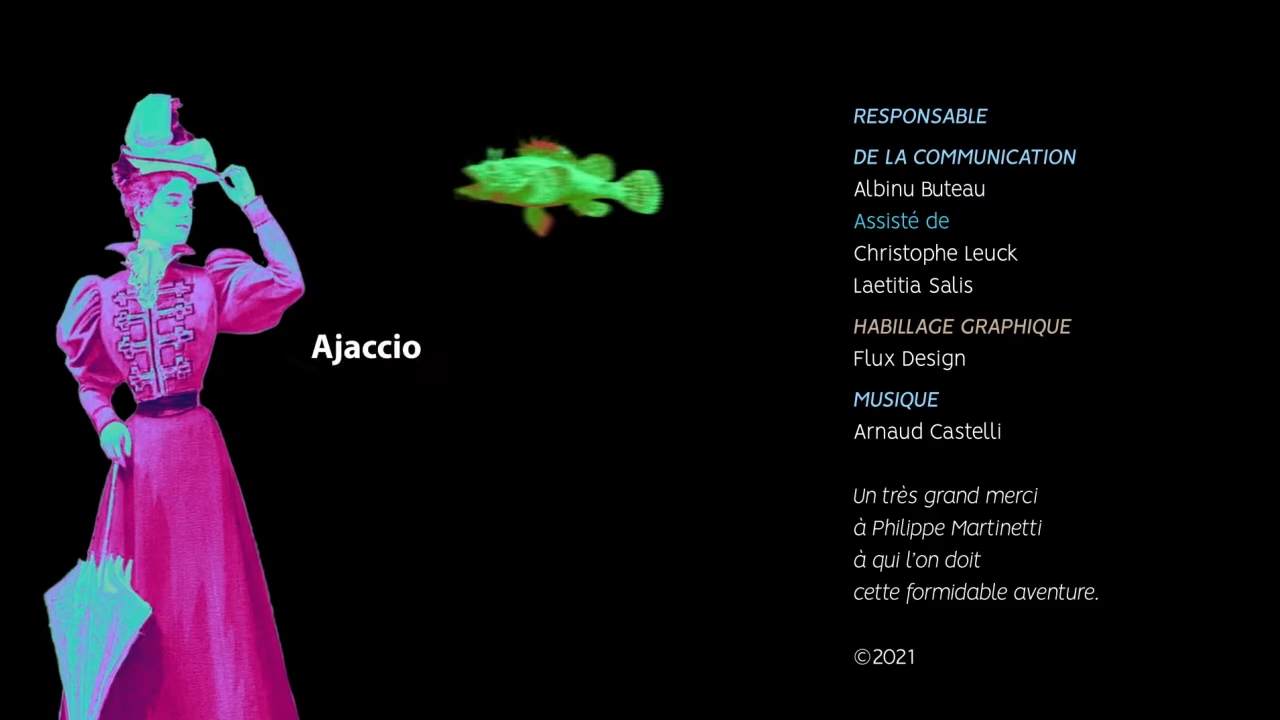 Ajaccio
RESPONSABLE
DE LA COMMUNICATION
Albinu Buteau
Assisté de
Christophe Leuck
Laetitia Salis
HABILLAGE GRAPHIQUE
Flux Design
MUSIQUE
Arnaud Castelli
Un très grand merci
à Philippe Martinetti
à qui l'on doit
cette formidable aventure.
©2021